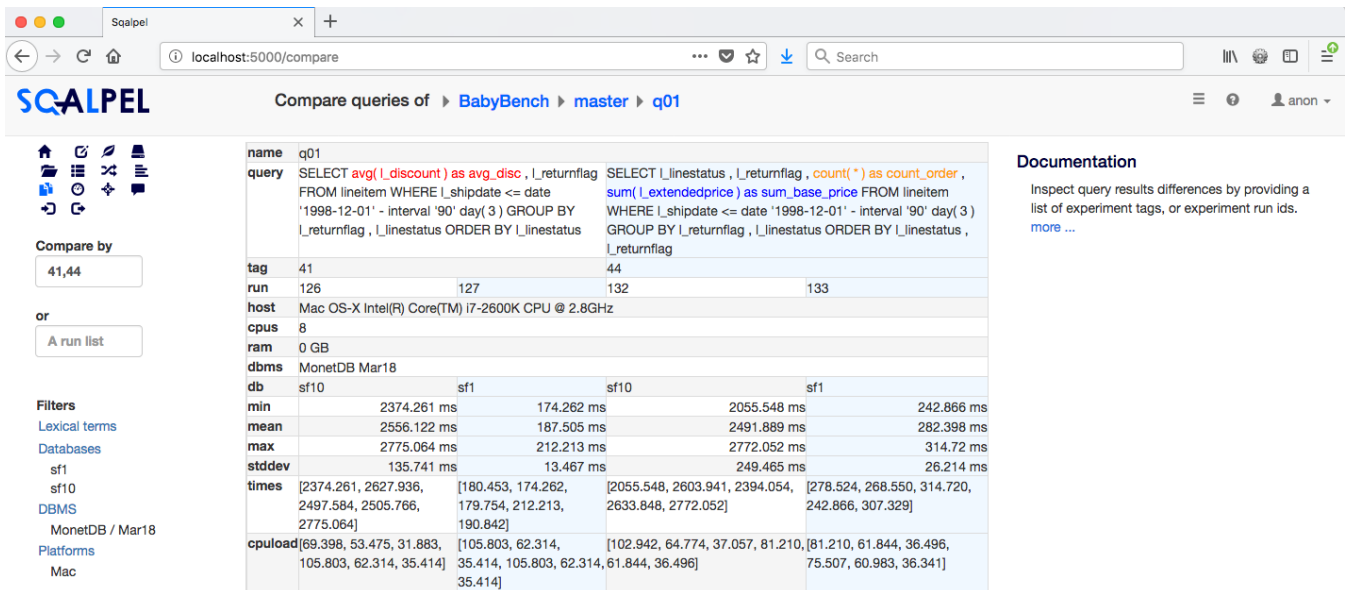 Sqalpel
localhost:5000/compare
Search
SQALPEL
Compare queries of BabyBench master q01
anon
Compare by
41,44
or
A run list
Filters
Lexical terms
Databases
sf1
sf10
DBMS
MonetDB / Mar18
Platforms
Mac
name q01
query SELECT avg( l_discount ) as avg_disc , l_returnflag
FROM lineitem WHERE l_shipdate <= date
'1998-12-01' - interval '90' day( 3 ) GROUP BY
l_returnflag , l_linestatus ORDER BY l_linestatus
SELECT l_linestatus , l_returnflag , count( * ) as count_order ,
sum( l_extendedprice ) as sum_base_price FROM lineitem
WHERE l_shipdate <= date '1998-12-01' - interval '90' day( 3 )
GROUP BY l_returnflag , l_linestatus ORDER BY l_linestatus ,
l_returnflag
tag 41 44
run 126 127 132 133
host Mac OS-X Intel(R) Core(TM) i7-2600K CPU @ 2.8GHz
cpus 8
ram 0 GB
dbms MonetDB Mar18
db sf10 sf1 sf10 sf1
min 2374.261 ms 174.262 ms 2055.548 ms 242.866 ms
mean 2556.122 ms 187.505 ms 2491.889 ms 282.398 ms
max 2775.064 ms 212.213 ms 2772.052 ms 314.72 ms
stddev 135.741 ms 13.467 ms 249.465 ms 26.214 ms
times [2374.261, 2627.936, [180.453, 174.262, [2055.548, 2603.941, 2394.054, [278.524, 268.550, 314.720,
2497.584, 2505.766, 179.754, 212.213, 2633.848, 2772.052] 242.866, 307.329]
2775.064] 190.842]
cpuload [69.398, 53.475, 31.883, [105.803, 62.314, [102.942, 64.774, 37.057, 81.210, [81.210, 61.844, 36.496,
105.803, 62.314, 35.414] 35.414, 105.803, 62.314, 61.844, 36.496] 75.507, 60.983, 36.341]
35.414]
Documentation
Inspect query results differences by providing a
list of experiment tags, or experiment run ids.
more ...